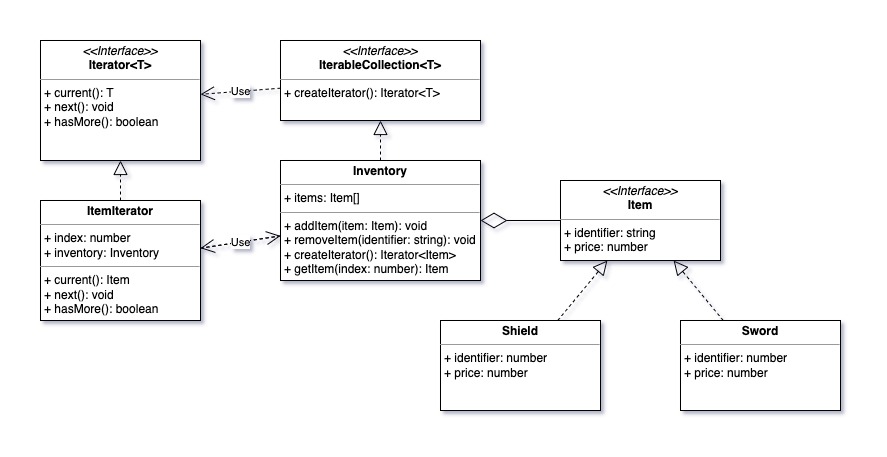 <<Interface>>
Iterator<T>
+ current(): T
+ next(): void
+ hasMore(): boolean
Use
<<Interface>>
IterableCollection<T>
+ createIterator(): Iterator<T>
ItemIterator
+ index: number
+ inventory: Inventory
+ current(): Item
+ next(): void
+ hasMore(): boolean
Use
Inventory
+ items: Item[]
+ addItem(item: Item): void
+ removeItem(identifier: string): void
+ createIterator(): Iterator<Item>
+ getItem(index: number): Item
<<Interface>>
Item
+ identifier: string
+ price: number
Shield
+ identifier: number
+ price: number
Sword
+ identifier: number
+ price: number